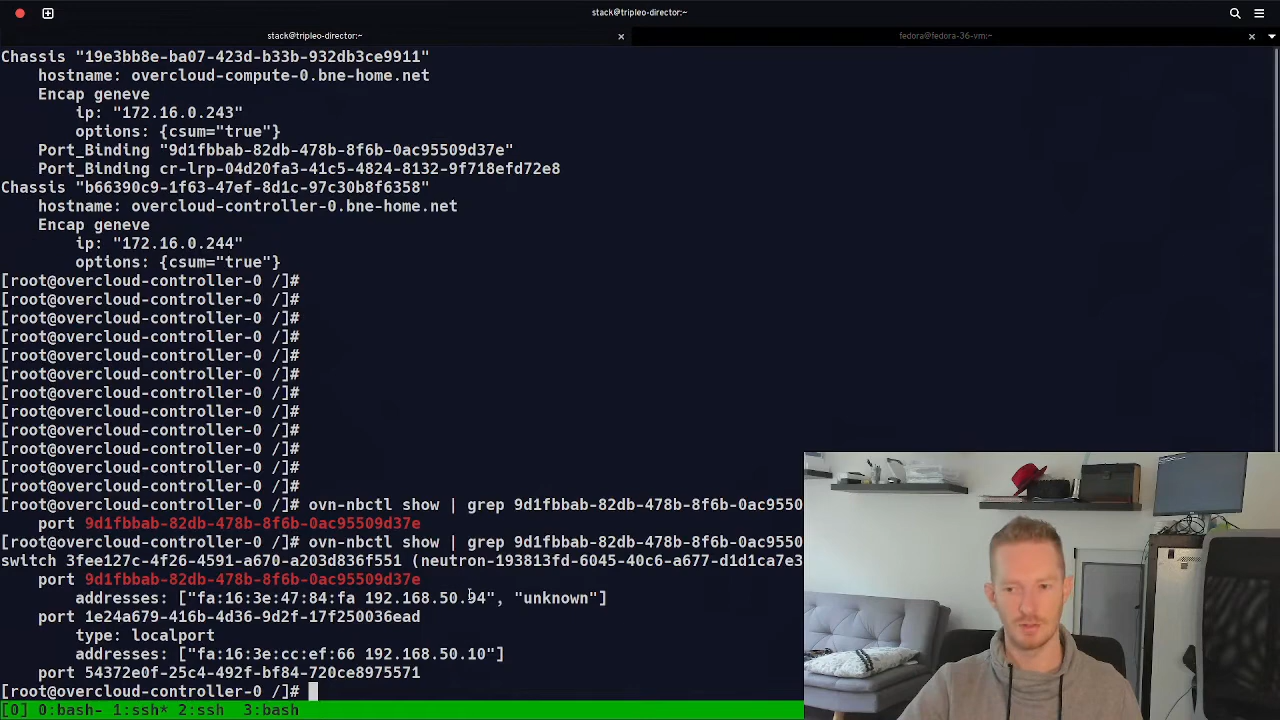 stack@tripleo-director:~
stack@tripleo-director:~
fedora@fedora-36-vm:~
Chassis "19e3bb8e-ba07-423d-b33b-932db3ce9911"
    hostname: overcloud-compute-0.bne-home.net
    Encap geneve
        ip: "172.16.0.243"
        options: {csum="true"}
    Port_Binding "9d1fbbab-82db-478b-8f6b-0ac95509d37e"
    Port_Binding cr-lrp-04d20fa3-41c5-4824-8132-9f718efd72e8
Chassis "b66390c9-1f63-47ef-8d1c-97c30b8f6358"
    hostname: overcloud-controller-0.bne-home.net
    Encap geneve
        ip: "172.16.0.244"
        options: {csum="true"}
[root@overcloud-controller-0 /]#
[root@overcloud-controller-0 /]#
[root@overcloud-controller-0 /]#
[root@overcloud-controller-0 /]#
[root@overcloud-controller-0 /]#
[root@overcloud-controller-0 /]#
[root@overcloud-controller-0 /]#
[root@overcloud-controller-0 /]#
[root@overcloud-controller-0 /]#
[root@overcloud-controller-0 /]#
[root@overcloud-controller-0 /]#
[root@overcloud-controller-0 /]#
[root@overcloud-controller-0 /]# ovn-nbctl show | grep 9d1fbbab-82db-478b-8f6b-0ac95509d37e
    port 9d1fbbab-82db-478b-8f6b-0ac95509d37e
[root@overcloud-controller-0 /]# ovn-nbctl show | grep 9d1fbbab-82db-478b-8f6b-0ac95509d37e
switch 3fee127c-4f26-4591-a670-a203d836f551 (neutron-193813fd-6045-40c6-a677-d1d1ca7e3
    port 9d1fbbab-82db-478b-8f6b-0ac95509d37e
        addresses: ["fa:16:3e:47:84:fa 192.168.50.94", "unknown"]
    port 1e24a679-416b-4d36-9d2f-17f250036ead
        type: localport
        addresses: ["fa:16:3e:cc:ef:66 192.168.50.10"]
    port 54372e0f-25c4-492f-bf84-720ce8975571
[root@overcloud-controller-0 /]#
[0] 0:bash- 1:ssh* 2:ssh  3:bash